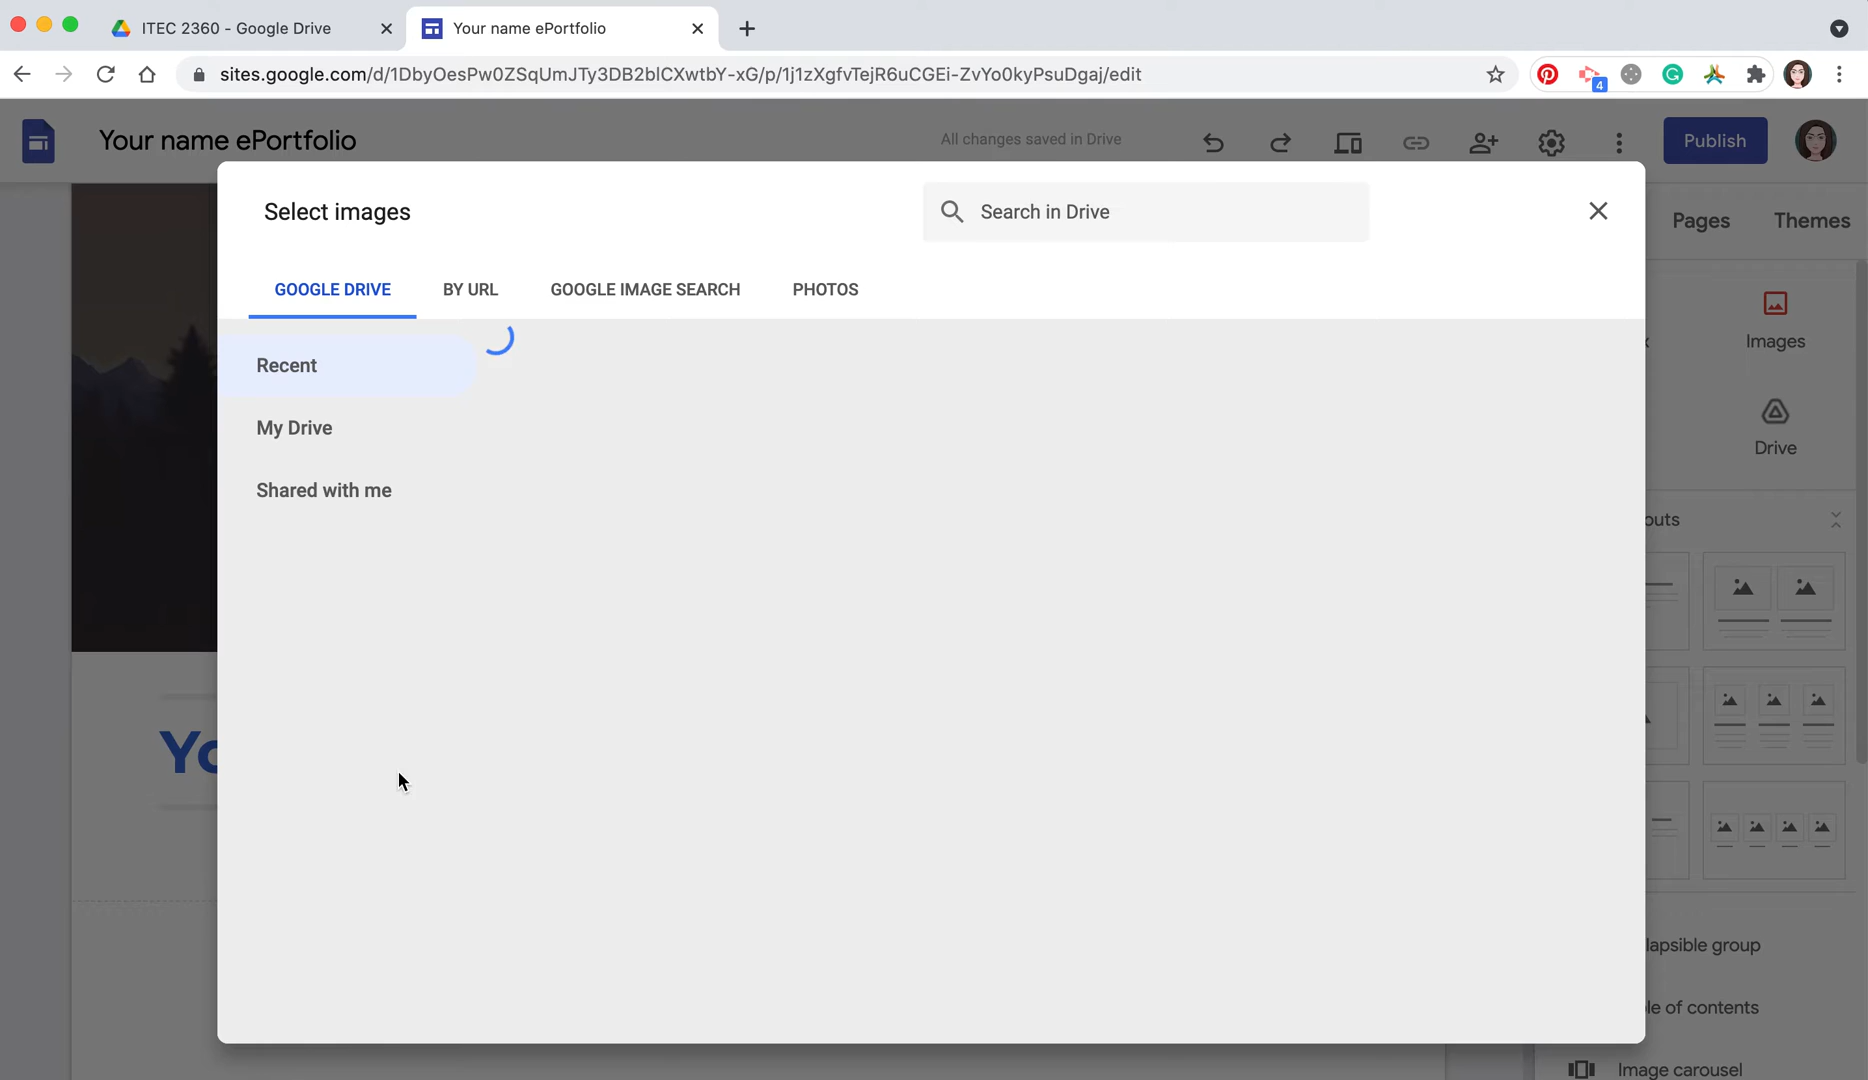 ITEC 2360 - Google Drive
Your name ePortfolio
sites.google.com/d/1DbyOesPw0ZSqUmJTy3DB2blCXwtbY-xG/p/1j1zXgfvTejR6uCGEi-ZvYo0kyPsuDgaj/edit
4
Your name ePortfolio
All changes saved in Drive
Publish
Select images
Search in Drive
Pages
Themes
GOOGLE DRIVE
BY URL
GOOGLE IMAGE SEARCH
PHOTOS
Images
Recent
My Drive
Drive
Shared with me
outs
Yo
lapsible group
le of contents
Image carousel